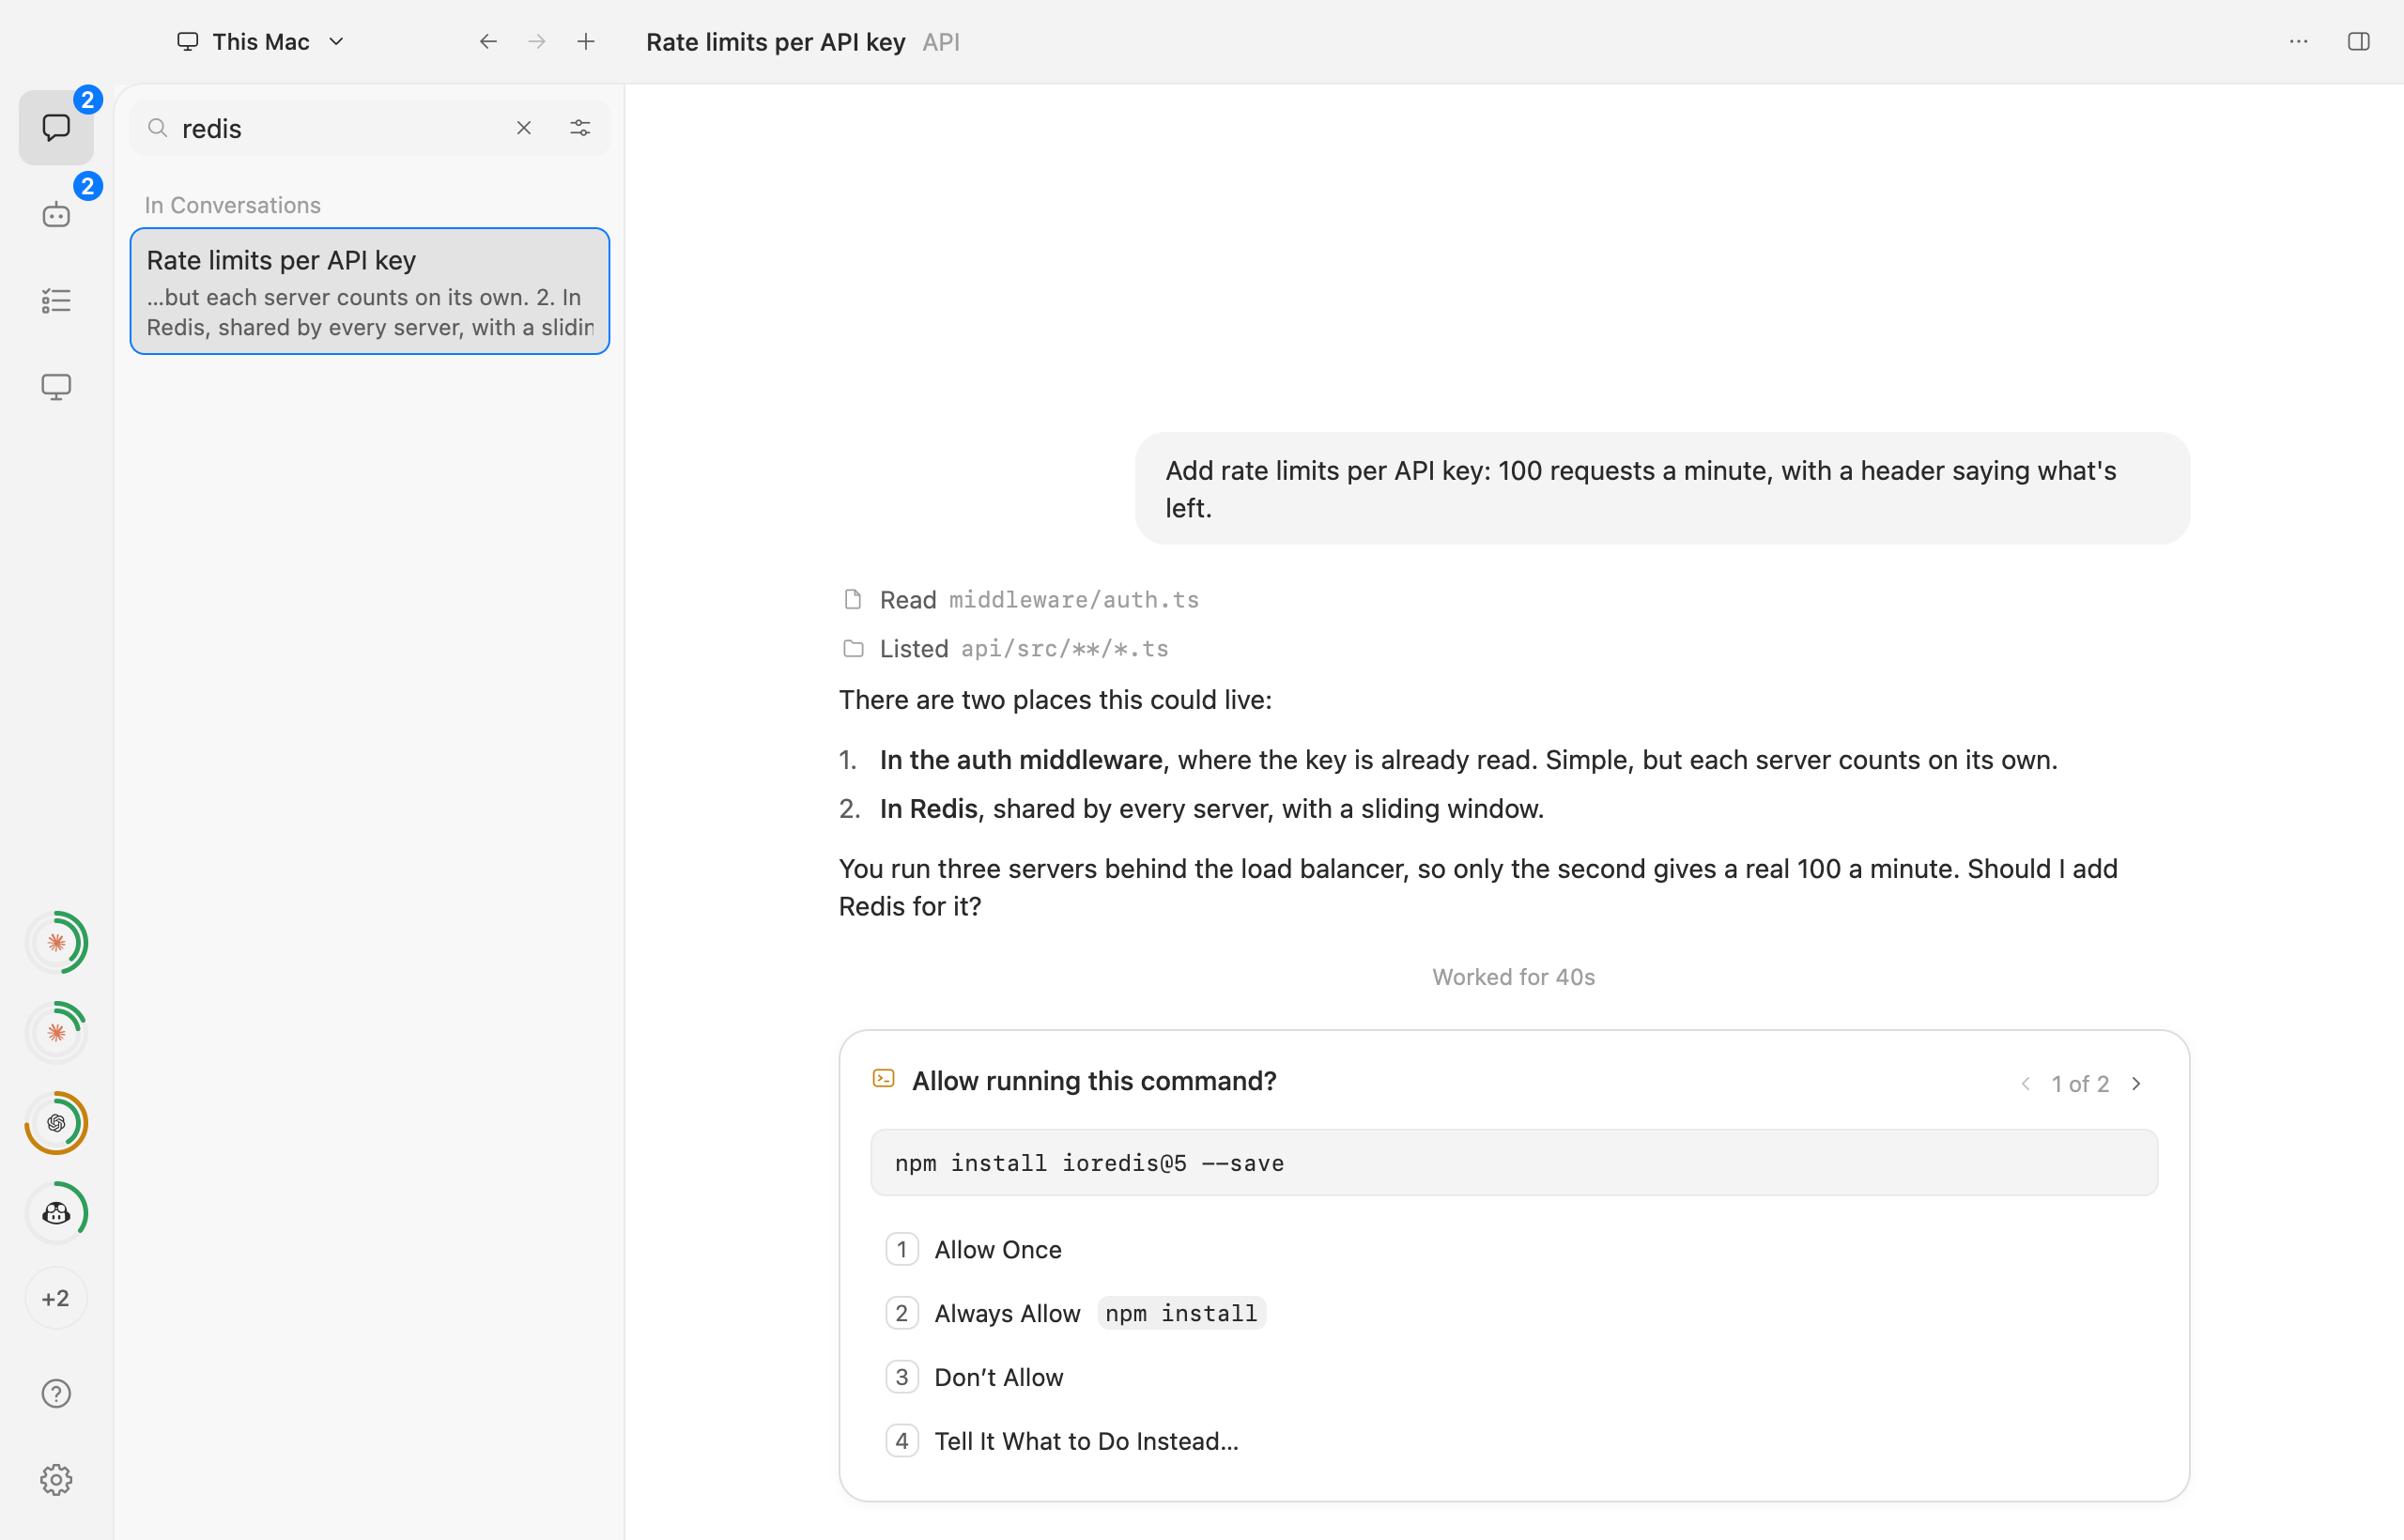 This Mac
Rate limits per API key API
2
redis
2
In Conversations
Rate limits per API key
...but each server counts on its own. 2. In
Redis, shared by every server, with a slidin
Add rate limits per API key: 100 requests a minute, with a header saying what's
left.
Read middleware/auth.ts
Listed api/src/**/*.ts
There are two places this could live:
1. In the auth middleware, where the key is already read. Simple, but each server counts on its own.
2. In Redis, shared by every server, with a sliding window.
You run three servers behind the load balancer, so only the second gives a real 100 a minute. Should I add
Redis for it?
Worked for 40s
Allow running this command?
1 of 2
npm install ioredis@5 --save
1 Allow Once
2 Always Allow npm install
3 Don’t Allow
4 Tell It What to Do Instead...
+2